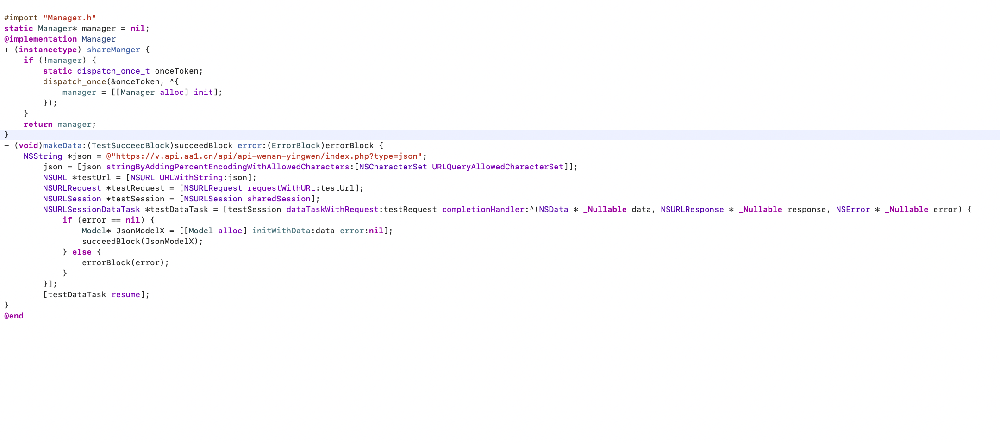 #import "Manager.h"
static Manager* manager = nil;
@implementation Manager
+ (instancetype) shareManger {
    if (!manager) {
        static dispatch_once_t onceToken;
        dispatch_once(&onceToken, ^{
            manager = [[Manager alloc] init];
        });
    }
    return manager;
}
- (void)makeData:(TestSucceedBlock)succeedBlock error:(ErrorBlock)errorBlock {
    NSString *json = @"https://v.api.aa1.cn/api/api-wenan-yingwen/index.php?type=json";
        json = [json stringByAddingPercentEncodingWithAllowedCharacters:[NSCharacterSet URLQueryAllowedCharacterSet]];
        NSURL *testUrl = [NSURL URLWithString:json];
        NSURLRequest *testRequest = [NSURLRequest requestWithURL:testUrl];
        NSURLSession *testSession = [NSURLSession sharedSession];
        NSURLSessionDataTask *testDataTask = [testSession dataTaskWithRequest:testRequest completionHandler:^(NSData * _Nullable data, NSURLResponse * _Nullable response, NSError * _Nullable error) {
            if (error == nil) {
                Model* JsonModelX = [[Model alloc] initWithData:data error:nil];
                succeedBlock(JsonModelX);
            } else {
                errorBlock(error);
            }
        }];
        [testDataTask resume];
}
@end